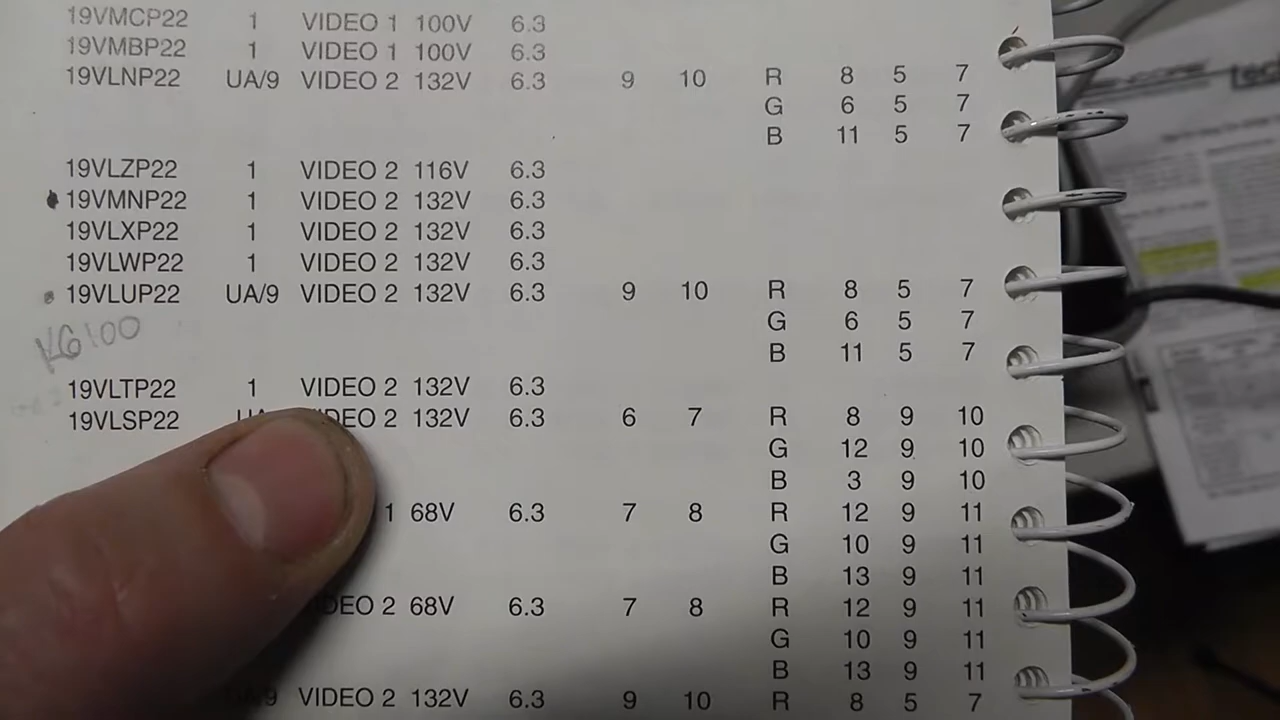 19VMCP22 1 VIDEO 1 100V 6.3
19VMBP22 1 VIDEO 1 100V 6.3
19VLNP22 UA/9 VIDEO 2 132V 6.3 9 10 R 8 5 7
G 6 5 7
B 11 5 7
19VLZP22 1 VIDEO 2 116V 6.3
19VMNP22 1 VIDEO 2 132V 6.3
19VLXP22 1 VIDEO 2 132V 6.3
19VLWP22 1 VIDEO 2 132V 6.3
19VLUP22 UA/9 VIDEO 2 132V 6.3 9 10 R 8 5 7
G 6 5 7
KG100
B 11 5 7
19VLTP22 1 VIDEO 2 132V 6.3
19VLSP22 VIDEO 2 132V 6.3 6 7 R 8 9 10
G 12 9 10
B 3 9 10
1 68V 6.3 7 8 R 12 9 11
G 10 9 11
B 13 9 11
2 68V 6.3 7 8 R 12 9 11
G 10 9 11
B 13 9 11
VIDEO 2 132V 6.3 9 10 R 8 5 7